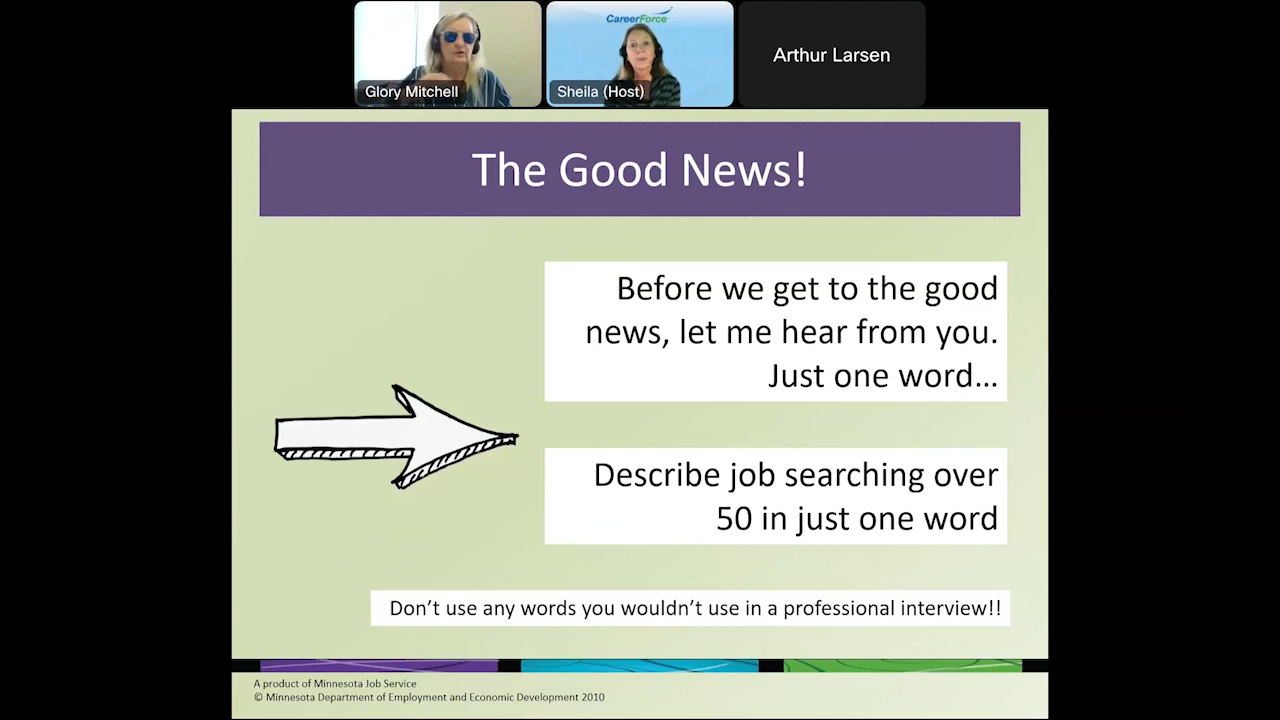 CareerForce
Glory Mitchell
Sheila (Host)
Arthur Larsen
The Good News!
Before we get to the good
news, let me hear from you.
Just one word...
Describe job searching over
50 in just one word
Don't use any words you wouldn't use in a professional interview!!
A product of Minnesota Job Service
© Minnesota Department of Employment and Economic Development 2010